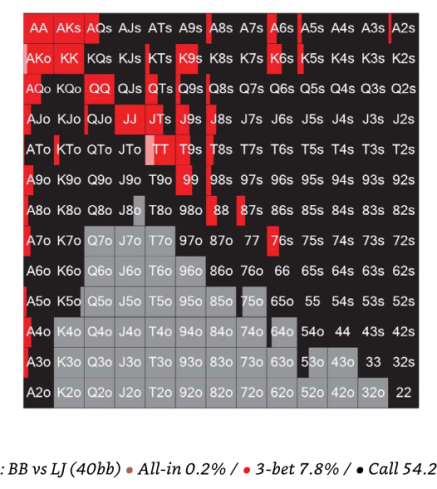 AA AKs AQs AJs ATs A9s A8s A7s A6s A5s A4s A3s A2s
AKo KK KQs KJs KTs K9s K8s K7s K6s K5s K4s K3s K2s
AQo KQo QQ QJs QTs Q9s Q8s Q7s Q6s Q5s Q4s Q3s Q2s
AJo KJo QJo JJ JTs J9s J8s J7s J6s J5s J4s J3s J2s
ATo KTo QTo JTo TT T9s T8s T7s T6s T5s T4s T3s T2s
A9o K9o Q9o J9o T9o 99 98s 97s 96s 95s 94s 93s 92s
A8o K8o Q8o J8o T8o 98o 88 87s 86s 85s 84s 83s 82s
A7o K7o Q7o J7o T7o 97o 87o 77 76s 75s 74s 73s 72s
A6o K6o Q6o J6o T6o 96o 86o 76o 66 65s 64s 63s 62s
A5o K5o Q5o J5o T5o 95o 85o 75o 65o 55 54s 53s 52s
A4o K4o Q4o J4o T4o 94o 84o 74o 64o 54o 44 43s 42s
A3o K3o Q3o J3o T3o 93o 83o 73o 63o 53o 43o 33 32s
A2o K2o Q2o J2o T2o 92o 82o 72o 62o 52o 42o 32o 22
: BB vs LJ (40bb) • All-in 0.2% / • 3-bet 7.8% / • Call 54.2